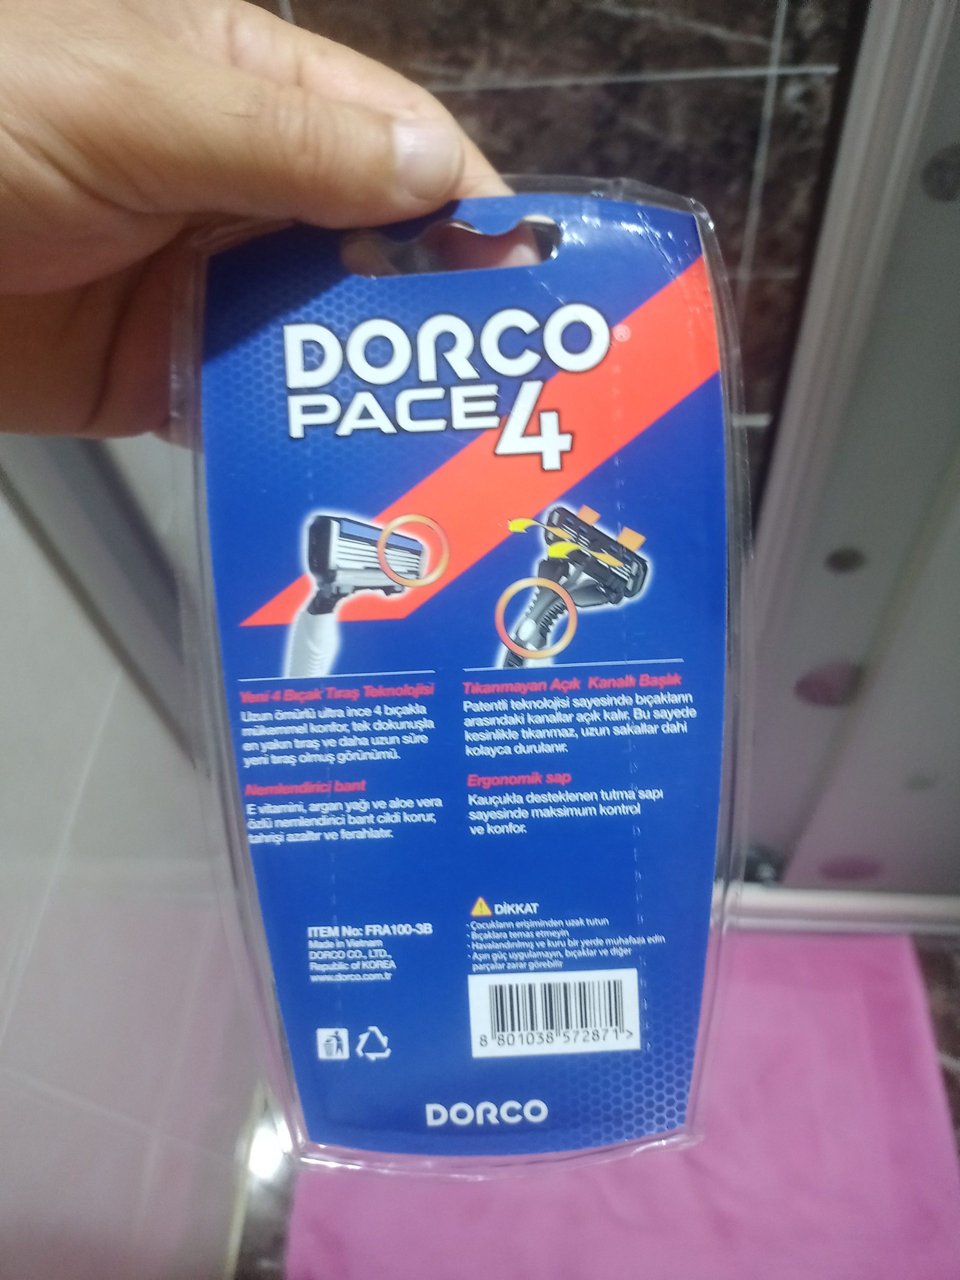 DORCO®
PACE 4
Yeni 4 Bıçak Tıraş Teknolojisi
Uzun ömürlü ultra ince 4 bıçakla
mükemmel konfor, tek dokunuşla
en yakın tıraş ve daha uzun süre
yeni tıraş olmuş görünümü.
Nemlendirici bant
E vitamini, argan yağı ve aloe vera
özlü nemlendirici bant cildi korur,
tahrişi azaltır ve ferahlatır.
Tıkanmayan Açık Kanallı Başlık
Patentli teknolojisi sayesinde bıçakların
arasındaki kanallar açık kalır. Bu sayede
kesinlikle tıkanmaz, uzun sakallar dahi
kolayca durulanır.
Ergonomik sap
Kauçukla desteklenen tutma sapı
sayesinde maksimum kontrol
ve konfor.
ITEM No: FRA100-3B
Made in Vietnam
DORCO CO., LTD.,
Republic of KOREA
www.dorco.com.tr
DİKKAT
- Çocukların erişiminden uzak tutun
- Bıçaklara temas etmeyin
- Havalandırılmış ve kuru bir yerde muhafaza edin
- Aşırı güç uygulamayın, bıçaklar ve diğer
parçalar zarar görebilir
8 801038 572871 >
DORCO